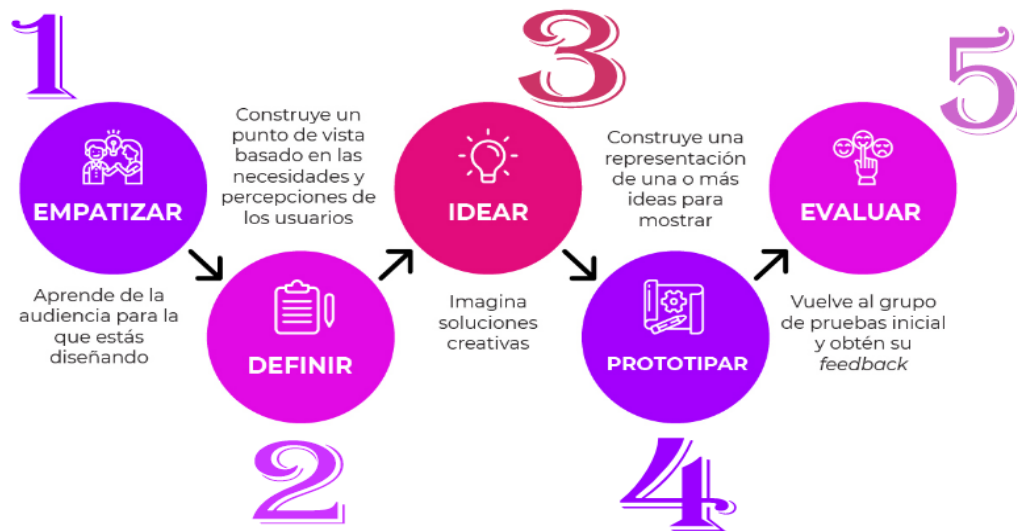 1
EMPATIZAR
Aprende de la
audiencia para la
que estás
diseñando
Construye un
punto de vista
basado en las
necesidades y
percepciones de
los usuarios
DEFINIR
2
3
IDEAR
Imagina
soluciones
creativas
Construye una
representación
de una o más
ideas para
mostrar
PROTOTIPAR
4
5
EVALUAR
Vuelve al grupo
de pruebas inicial
y obtén su
feedback